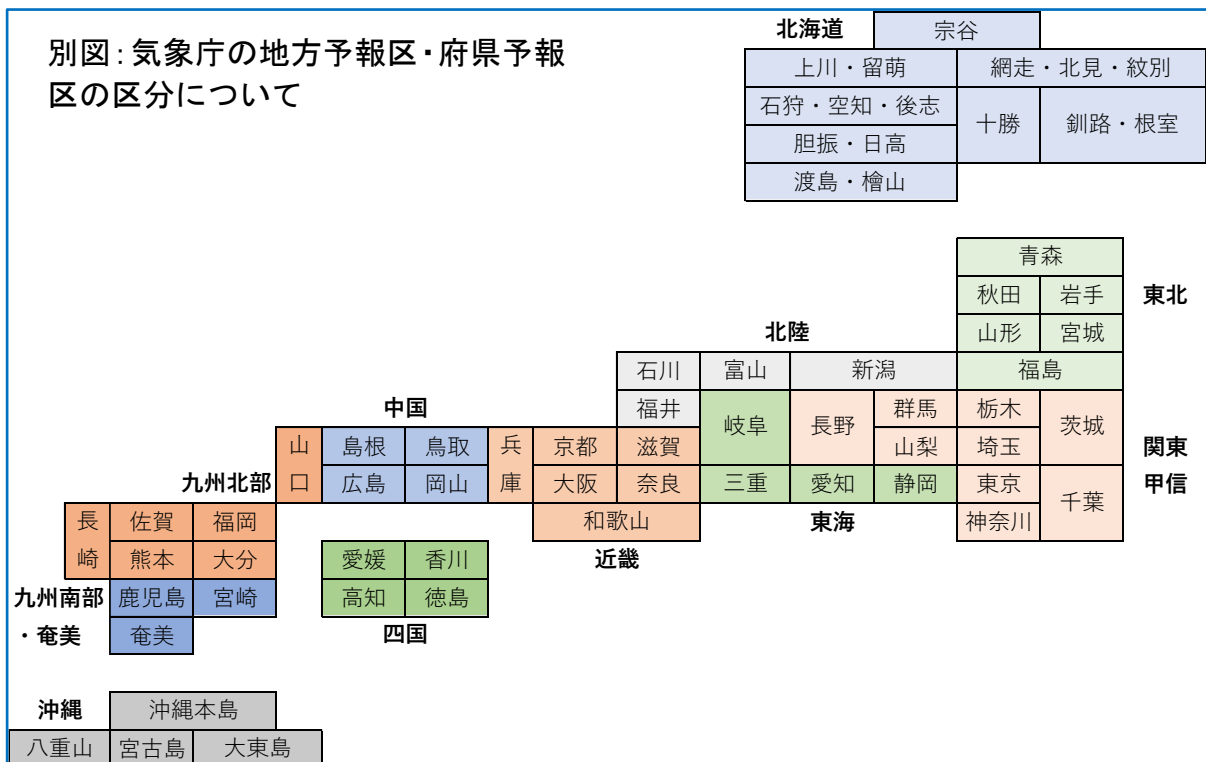 別図：気象庁の地方予報区・府県予報
区の区分について
北海道 宗谷
上川・留萌 網走・北見・紋別
石狩・空知・後志
十勝 釧路・根室
胆振・日高
渡島・檜山
青森
秋田 岩手 東北
山形 宮城
北陸
石川 富山 新潟 福島
中国
福井 岐阜 長野 群馬 栃木 茨城
山口 島根 鳥取 兵庫 京都 滋賀 山梨 埼玉 関東
九州北部 広島 岡山 大阪 奈良 三重 愛知 静岡 東京 千葉 甲信
長崎 佐賀 福岡 和歌山 東海 神奈川
熊本 大分 愛媛 香川 近畿
九州南部 鹿児島 宮崎 高知 徳島
・奄美 奄美 四国
沖縄 沖縄本島
八重山 宮古島 大東島